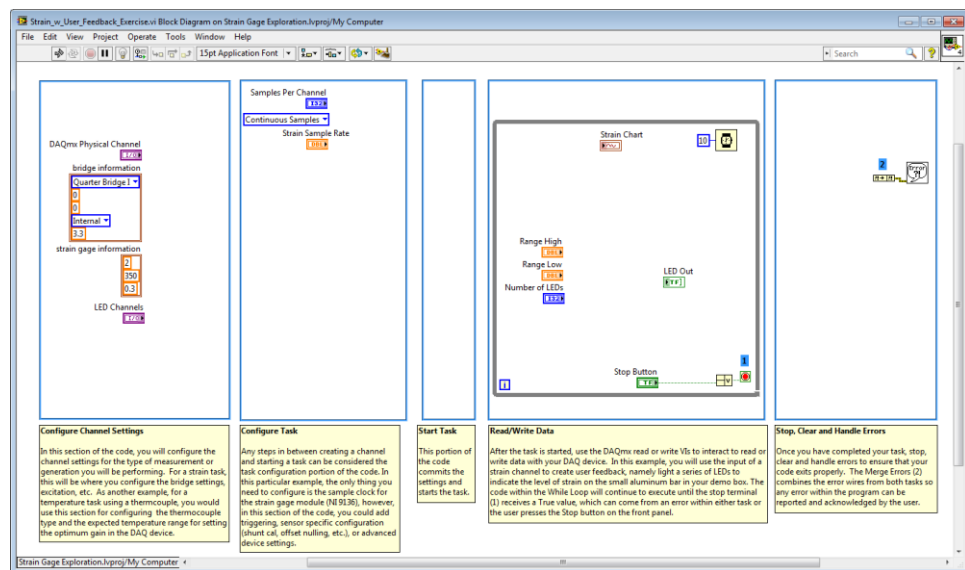 Strain_w_User_Feedback_Exercise.vi Block Diagram on Strain Gage Exploration.lvproj/My Computer
File Edit View Project Operate Tools Window Help
15pt Application Font
Search
DAQmx Physical Channel
I/O
bridge information
Quarter Bridge I
0
0
Internal
3.3
strain gage information
2
350
0.3
LED Channels
I/O
Samples Per Channel
I32
Continuous Samples
Strain Sample Rate
DBL
Strain Chart
10
Range High
DBL
Range Low
DBL
Number of LEDs
I32
LED Out
TF
Stop Button
TF
1
i
2
Error
?!
Configure Channel Settings
In this section of the code, you will configure the
channel settings for the type of measurement or
generation you will be performing. For a strain task,
this will be where you configure the bridge settings,
excitation, etc. As another example, for a
temperature task using a thermocouple, you would
use this section for configuring the thermocouple
type and the expected temperature range for setting
the optimum gain in the DAQ device.
Configure Task
Any steps in between creating a channel
and starting a task can be considered the
task configuration portion of the code. In
this particular example, the only thing you
need to configure is the sample clock for
the strain gauge module (NI 9136), however,
in this section of the code, you could add
triggering, sensor specific configuration
(shunt cal, offset nulling, etc.), or advanced
device settings.
Start Task
This portion of
the code
commits the
settings and
starts the task.
Read/Write Data
After the task is started, use the DAQmx read or write VIs to interact to read or
write data with your DAQ device. In this example, you will use the input of a
strain channel to create user feedback, namely light a series of LEDs to
indicate the level of strain on the small aluminum bar in your demo box. The
code within the While Loop will continue to execute until the stop terminal
(1) receives a True value, which can come from an error within either task or
the user presses the Stop button on the front panel.
Stop, Clear and Handle Errors
Once you have completed your task, stop,
clear and handle errors to ensure that your
code exits properly. The Merge Errors (2)
combines the error wires from both tasks so
any error within the program can be
reported and acknowledged by the user.
Strain Gage Exploration.lvproj/My Computer